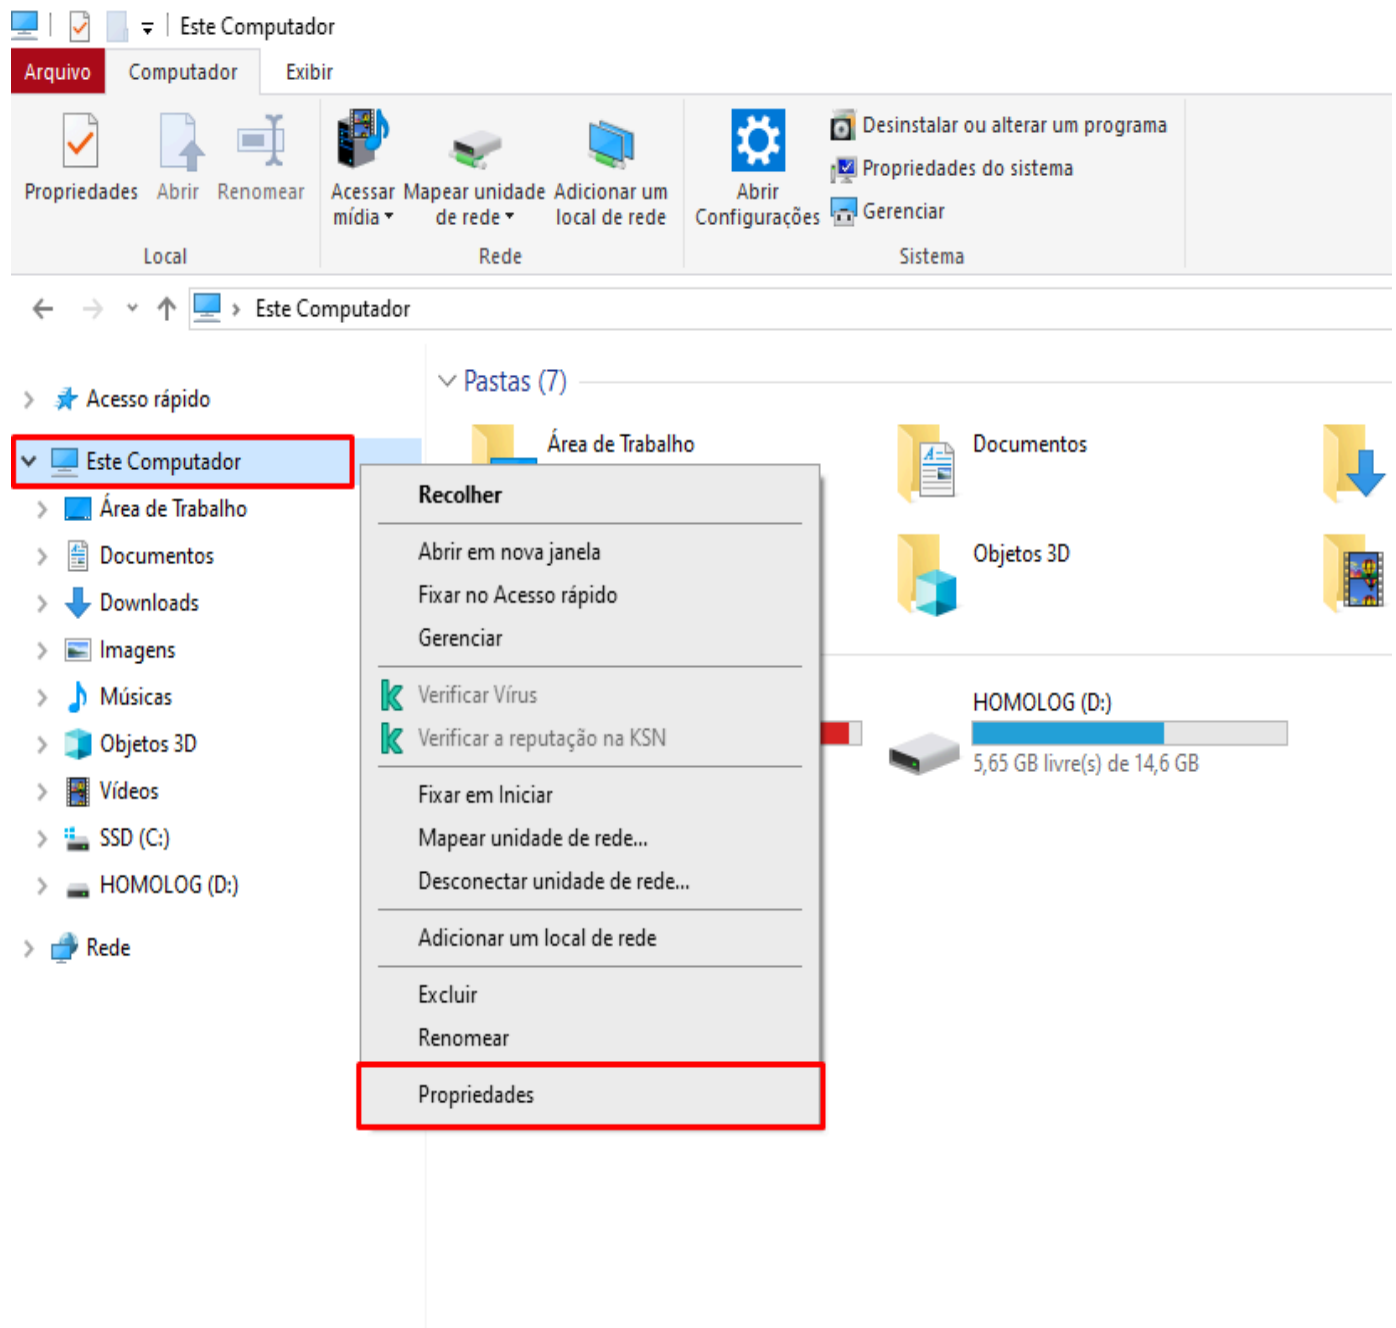 Este Computador
Arquivo
Computador
Exibir
Propriedades
Abrir
Renomear
Acessar
mídia
Mapear unidade
de rede
Adicionar um
local de rede
Abrir
Configurações
Desinstalar ou alterar um programa
Propriedades do sistema
Gerenciar
Local
Rede
Sistema
Este Computador
Acesso rápido
Este Computador
Área de Trabalho
Documentos
Downloads
Imagens
Músicas
Objetos 3D
Vídeos
SSD (C:)
HOMOLOG (D:)
Rede
Pastas (7)
Área de Trabalho
Documentos
Objetos 3D
HOMOLOG (D:)
5,65 GB livre(s) de 14,6 GB
Recolher
Abrir em nova janela
Fixar no Acesso rápido
Gerenciar
Verificar Vírus
Verificar a reputação na KSN
Fixar em Iniciar
Mapear unidade de rede...
Desconectar unidade de rede...
Adicionar um local de rede
Excluir
Renomear
Propriedades